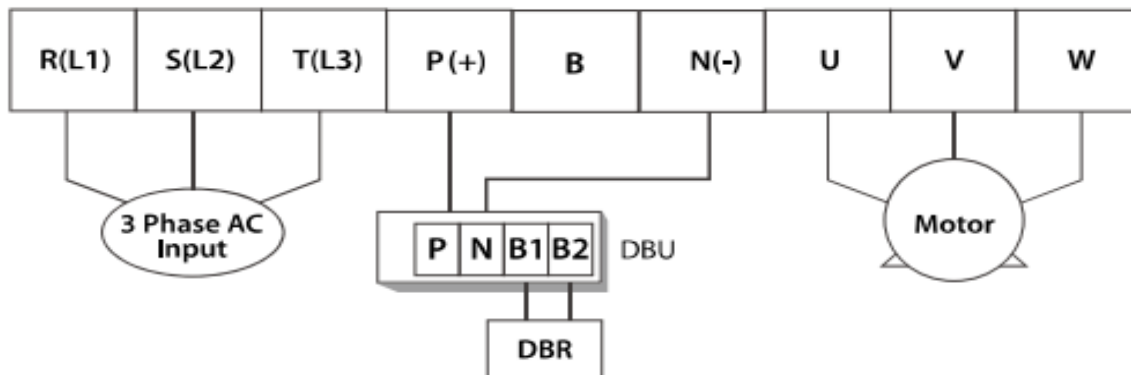 R(L1) S(L2) T(L3) P(+) B N(-) U V W
3 Phase AC
Input
Motor
P N B1 B2 DBU
DBR